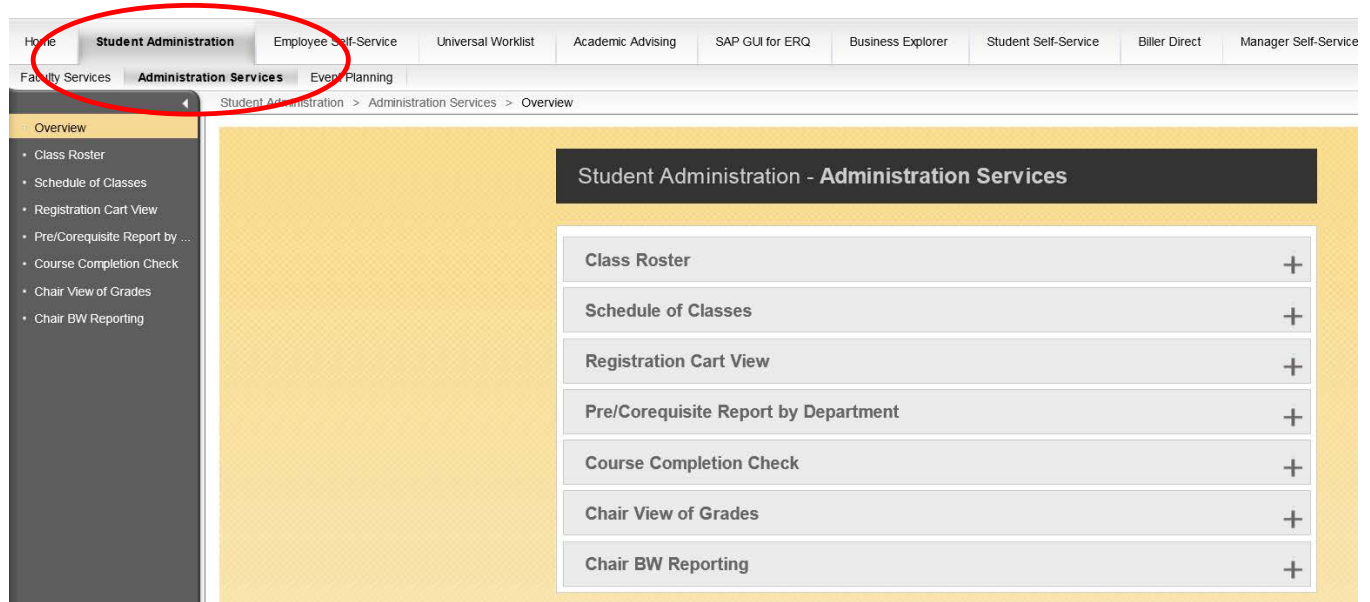 Home Student Administration Employee Self-Service Universal Worklist Academic Advising SAP GUI for ERQ Business Explorer Student Self-Service Biller Direct Manager Self-Service
Faculty Services Administration Services Event Planning
Student Administration > Administration Services > Overview
Overview
Class Roster
Schedule of Classes
Registration Cart View
Pre/Corequisite Report by ...
Course Completion Check
Chair View of Grades
Chair BW Reporting
Student Administration - Administration Services
Class Roster
Schedule of Classes
Registration Cart View
Pre/Corequisite Report by Department
Course Completion Check
Chair View of Grades
Chair BW Reporting